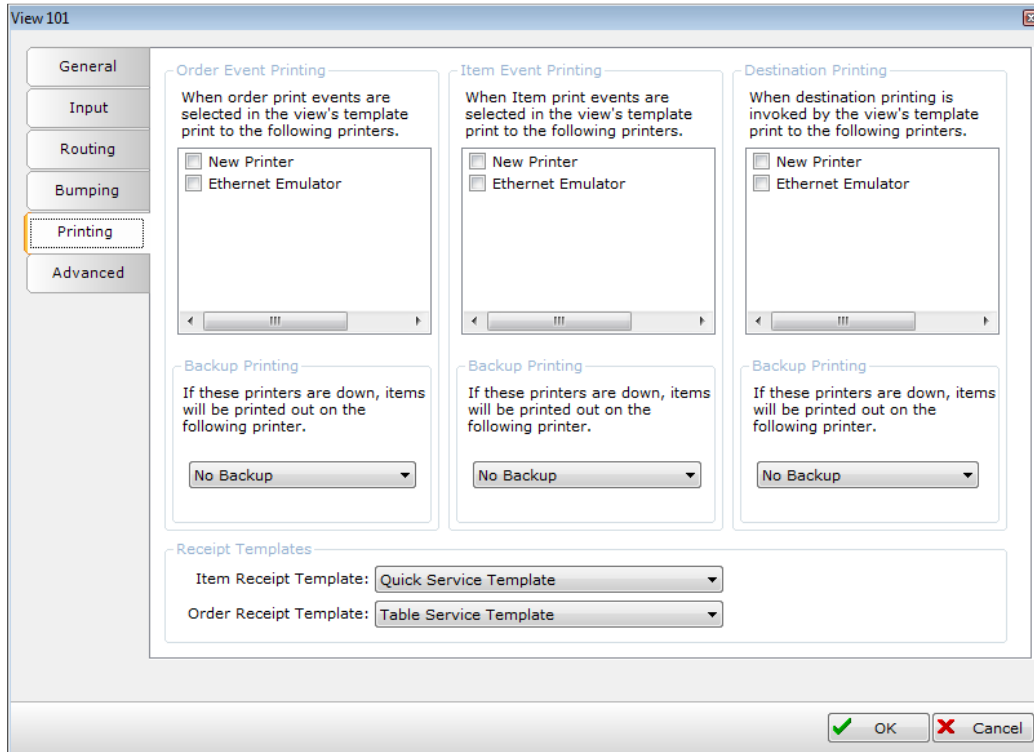 View 101
General
Input
Routing
Bumping
Printing
Advanced
Order Event Printing
When order print events are
selected in the view's template
print to the following printers.
New Printer
Ethernet Emulator
Backup Printing
If these printers are down, items
will be printed out on the
following printer.
No Backup
Item Event Printing
When Item print events are
selected in the view's template
print to the following printers.
New Printer
Ethernet Emulator
Backup Printing
If these printers are down, items
will be printed out on the
following printer.
No Backup
Destination Printing
When destination printing is
invoked by the view's template
print to the following printers.
New Printer
Ethernet Emulator
Backup Printing
If these printers are down, items
will be printed out on the
following printer.
No Backup
Receipt Templates
Item Receipt Template: Quick Service Template
Order Receipt Template: Table Service Template
OK
Cancel